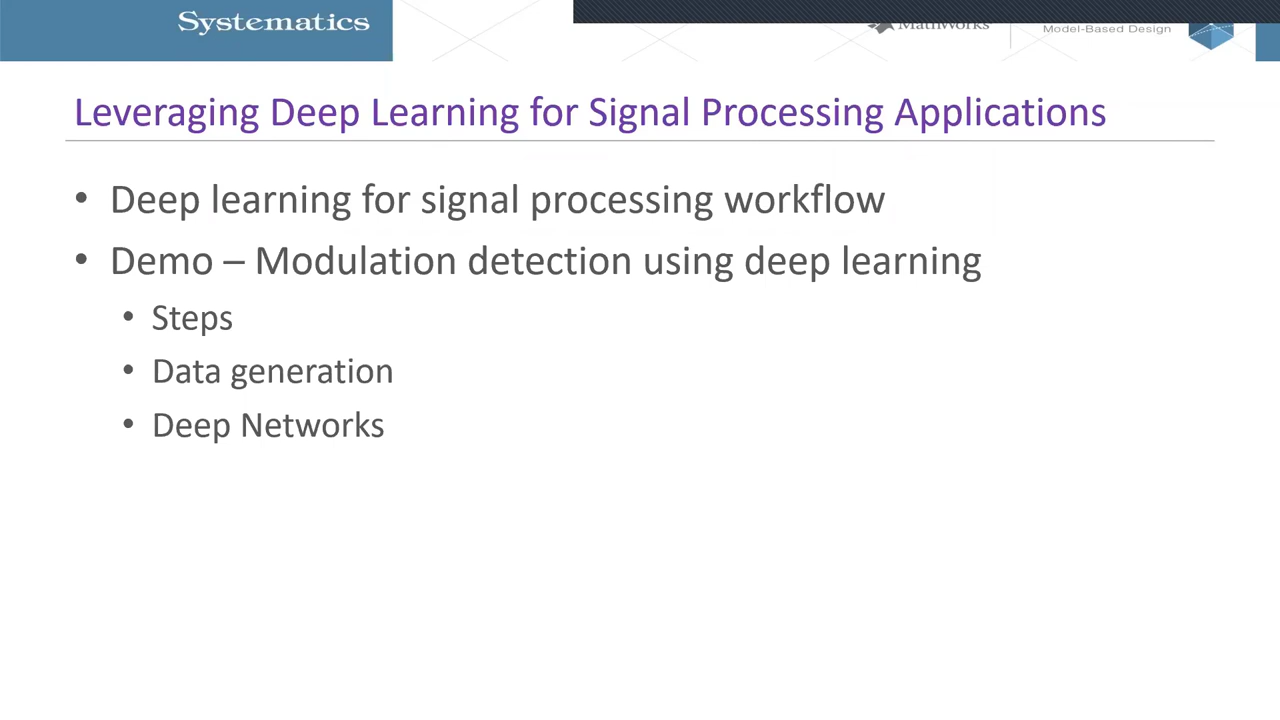 Systematics
MathWorks
Model-Based Design
Leveraging Deep Learning for Signal Processing Applications
• Deep learning for signal processing workflow
• Demo – Modulation detection using deep learning
• Steps
• Data generation
• Deep Networks